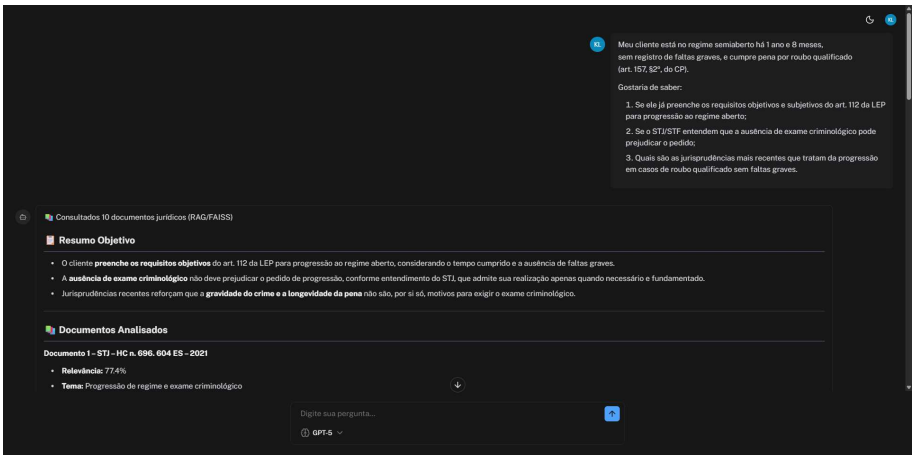 KL
KL
Meu cliente está no regime semiaberto há 1 ano e 8 meses,
sem registro de faltas graves, e cumpre pena por roubo qualificado
(art. 157, §2º, do CP).
Gostaria de saber:
1. Se ele já preenche os requisitos objetivos e subjetivos do art. 112 da LEP
para progressão ao regime aberto;
2. Se o STJ/STF entendem que a ausência de exame criminológico pode
prejudicar o pedido;
3. Quais são as jurisprudências mais recentes que tratam da progressão
em casos de roubo qualificado sem faltas graves.
Consultados 10 documentos jurídicos (RAG/FAISS)
Resumo Objetivo
• O cliente preenche os requisitos objetivos do art. 112 da LEP para progressão ao regime aberto, considerando o tempo cumprido e a ausência de faltas graves.
• A ausência de exame criminológico não deve prejudicar o pedido de progressão, conforme entendimento do STJ, que admite sua realização apenas quando necessário e fundamentado.
• Jurisprudências recentes reforçam que a gravidade do crime e a longevidade da pena não são, por si só, motivos para exigir o exame criminológico.
Documentos Analisados
Documento 1 – STJ – HC n. 696. 604 ES – 2021
• Relevância: 77.4%
• Tema: Progressão de regime e exame criminológico
Digite sua pergunta...
GPT-5